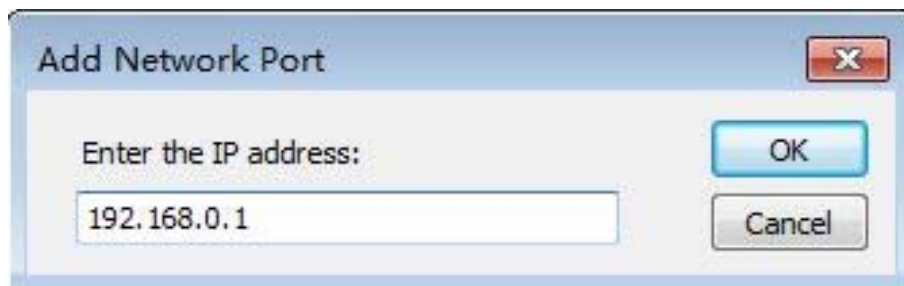 Add Network Port
Enter the IP address:
OK
192.168.0.1
Cancel